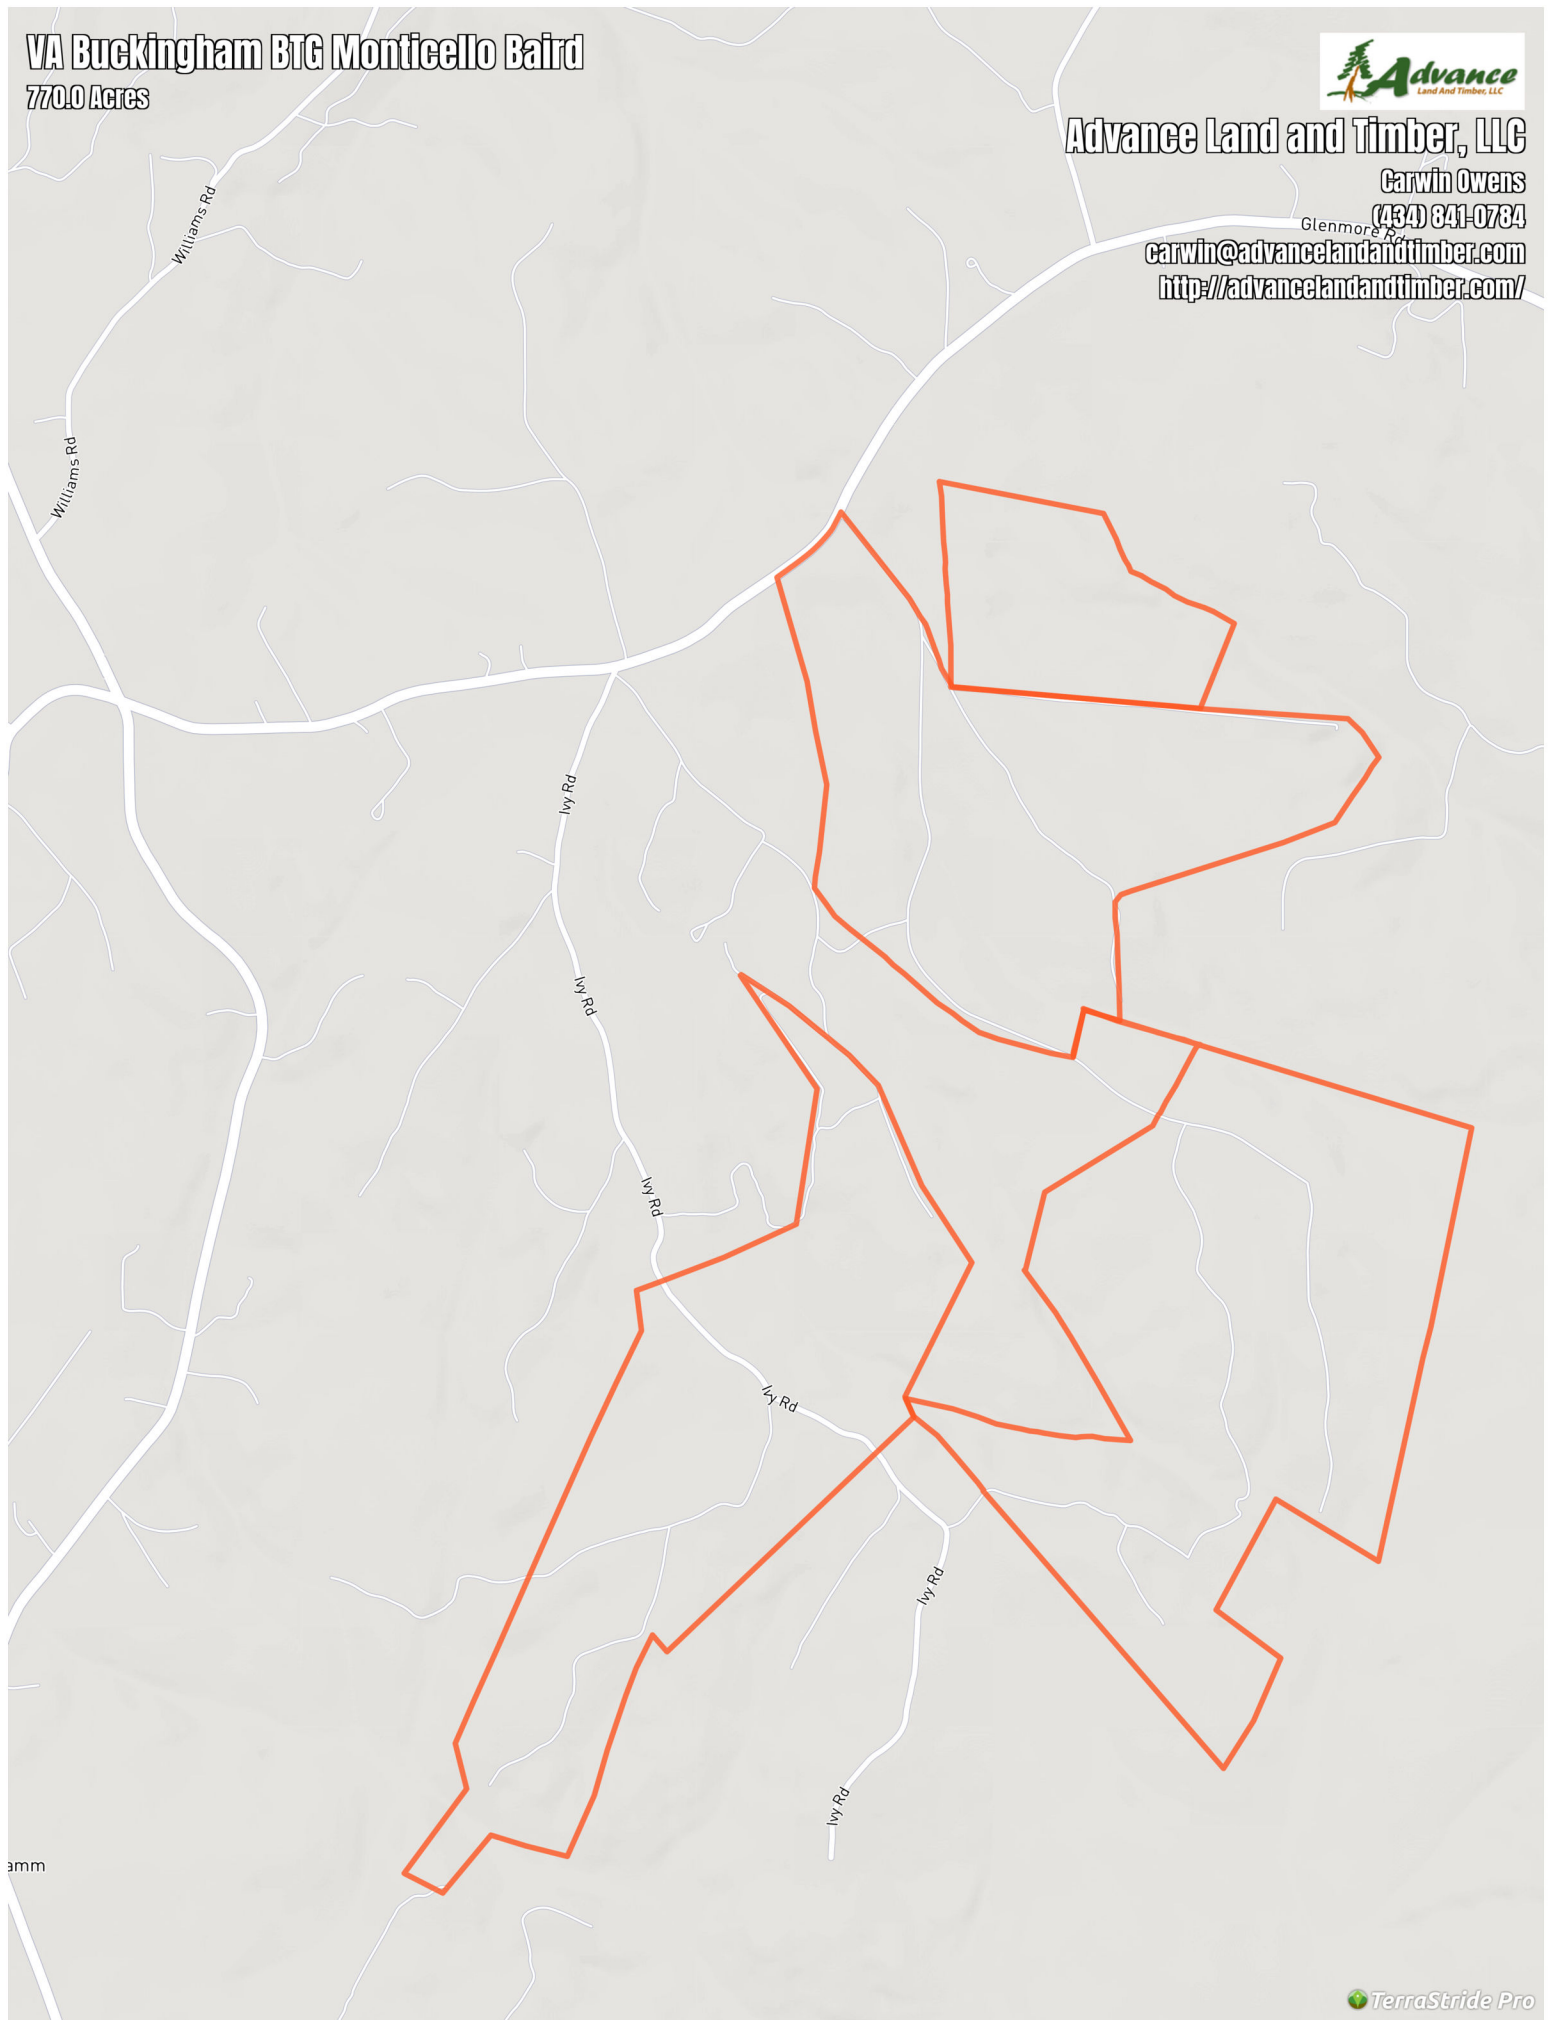 VA Buckingham BTG Monticello Baird
770.0 Acres
Advance
Land And Timber, LLC
Advance Land and Timber, LLC
Carwin Owens
(434) 841-0784
carwin@advancelandandtimber.com
http://advancelandandtimber.com/
Glenmore Rd
Williams Rd
Williams Rd
Ivy Rd
Ivy Rd
Ivy Rd
Ivy Rd
Ivy Rd
Ivy Rd
amm
TerraStride Pro